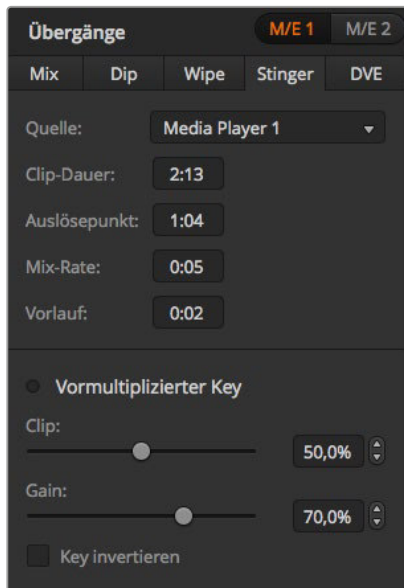 Übergänge M/E 1 M/E 2
Mix Dip Wipe Stinger DVE
Quelle: Media Player 1
Clip-Dauer: 2:13
Auslösepunkt: 1:04
Mix-Rate: 0:05
Vorlauf: 0:02
Vormultiplizierter Key
Clip:
50,0%
Gain:
70,0%
Key invertieren